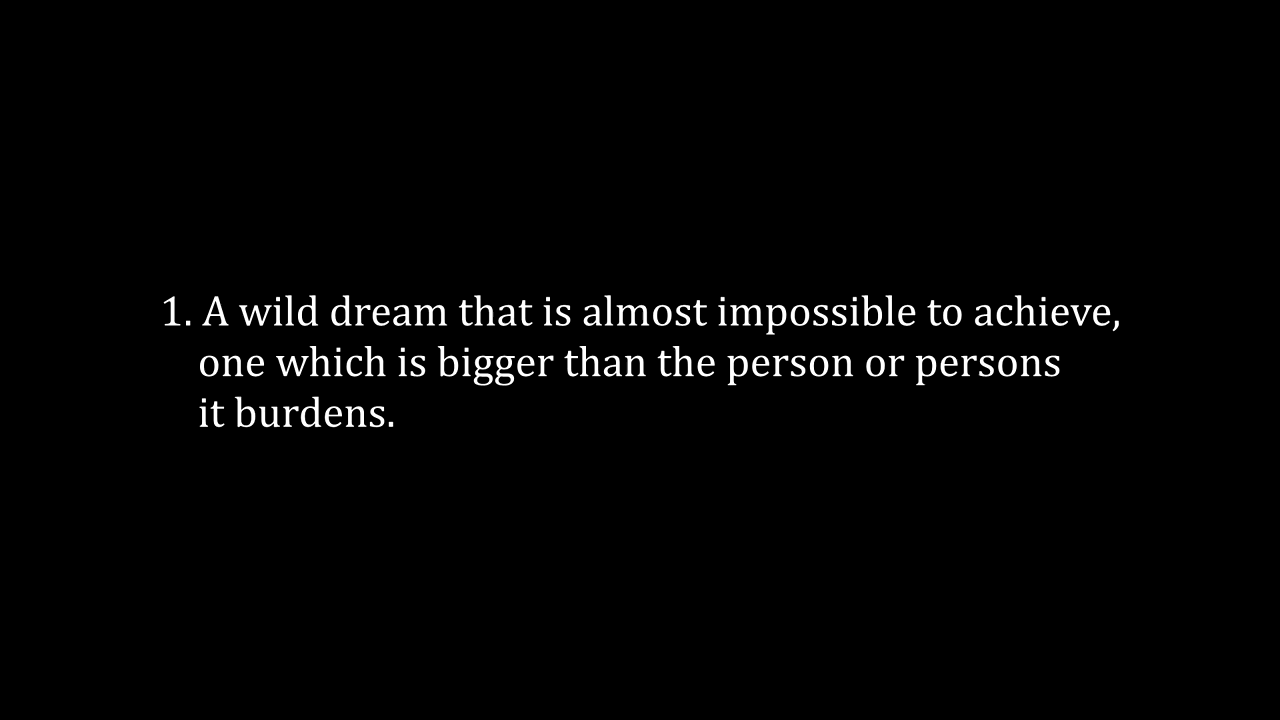 1. A wild dream that is almost impossible to achieve,
one which is bigger than the person or persons
it burdens.